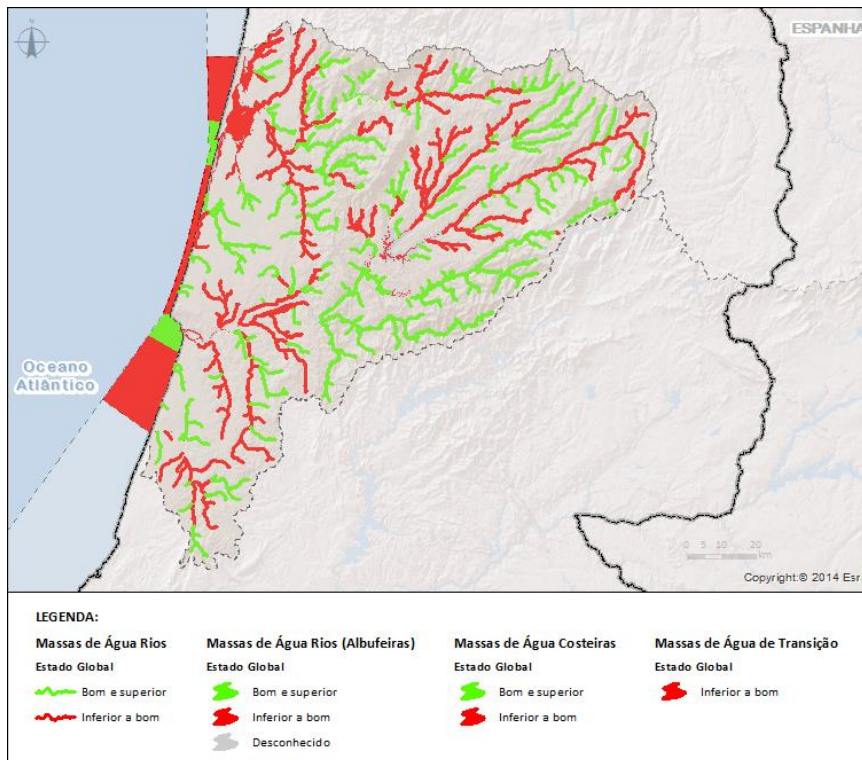 N
ESPANHA
Oceano
Atlântico
0 5 10 20
km
Copyright:© 2014 Esr
LEGENDA:
Massas de Água Rios
Estado Global
Bom e superior
Inferior a bom
Massas de Água Rios (Albufeiras)
Estado Global
Bom e superior
Inferior a bom
Desconhecido
Massas de Água Costeiras
Estado Global
Bom e superior
Inferior a bom
Massas de Água de Transição
Estado Global
Inferior a bom